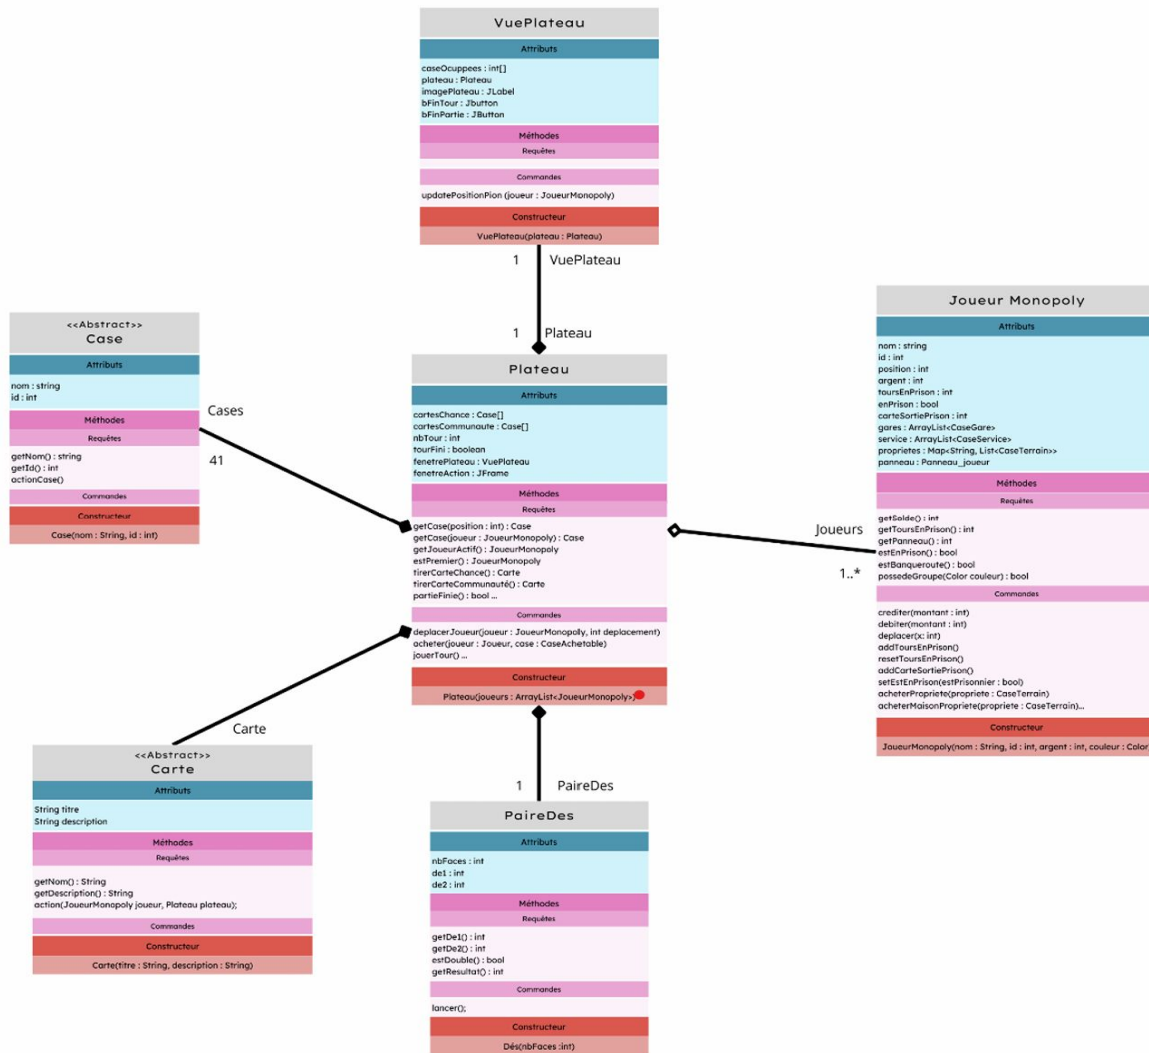 VuePlateau
Attributs
caseOcuppees : int[]
plateau : Plateau
imagePlateau : JLabel
bFinTour : Jbutton
bFinPartie : JButton
Méthodes
Requêtes
Commandes
updatePositionPion (joueur : JoueurMonopoly)
Constructeur
VuePlateau(plateau : Plateau)
1 VuePlateau
1 Plateau
<<Abstract>>
Case
Attributs
nom : string
id : int
Méthodes
Requêtes
getNom() : string
getId() : int
actionCase()
Commandes
Constructeur
Case(nom : String, id : int)
Cases
41
Plateau
Attributs
cartesChance : Case[]
cartesCommunaute : Case[]
nbTour : int
tourFini : boolean
fenetrePlateau : VuePlateau
fenetreAction : JFrame
Méthodes
Requêtes
getCase(position : int) : Case
getCase(joueur : JoueurMonopoly) : Case
getJoueurActif() : JoueurMonopoly
estPremier() : JoueurMonopoly
tirerCarteChance() : Carte
tirerCarteCommunauté() : Carte
partieFinie() : bool ...
Commandes
deplacerJoueur(joueur : JoueurMonopoly, int deplacement)
acheter(joueur : Joueur, case : CaseAchetable)
jouerTour() ...
Constructeur
Plateau(joueurs : ArrayList<JoueurMonopoly>)
Joueurs
1..*
Joueur Monopoly
Attributs
nom : string
id : int
position : int
argent : int
toursEnPrison : int
enPrison : bool
carteSortiePrison : int
gares : ArrayList<CaseGare>
service : ArrayList<CaseService>
proprietes : Map<String, List<CaseTerrain>>
panneau : Panneau_joueur
Méthodes
Requêtes
getSolde() : int
getToursEnPrison() : int
getPanneau() : int
estEnPrison() : bool
estBanqueroute() : bool
possedeGroupe(Color couleur) : bool
Commandes
crediter(montant : int)
debiter(montant : int)
deplacer(x: int)
addToursEnPrison()
resetToursEnPrison()
addCarteSortiePrison()
setEstEnPrison(estPrisonnier : bool)
acheterPropriete(propriete : CaseTerrain)
acheterMaisonPropriete(propriete : CaseTerrain)...
Constructeur
JoueurMonopoly(nom : String, id : int, argent : int, couleur : Color)
Carte
<<Abstract>>
Carte
Attributs
String titre
String description
Méthodes
Requêtes
getNom() : String
getDescription() : String
action(JoueurMonopoly joueur, Plateau plateau);
Commandes
Constructeur
Carte(titre : String, description : String)
1 PaireDes
PaireDes
Attributs
nbFaces : int
de1 : int
de2 : int
Méthodes
Requêtes
getDe1() : int
getDe2() : int
estDouble() : bool
getResultat() : int
Commandes
lancer();
Constructeur
Dés(nbFaces :int)